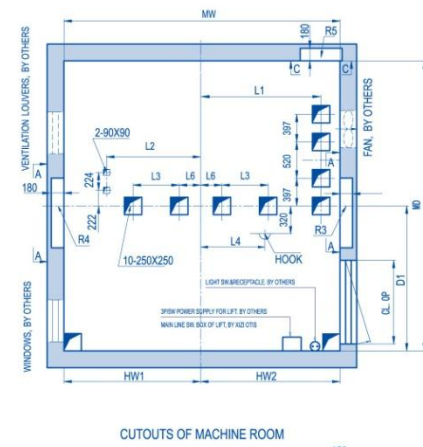 MW
180
R5
C
C
VENTILATION LOUVERS, BY OTHERS
FAN, BY OTHERS
L1
397
520
397
2-90X90
L2
224
222
L3
L6
L6
L3
A
A
180
A
A
R4
R3
320
L4
HOOK
10-250X250
MD
D1
CL. OP
LIGHT SW.&RECEPTACLE. BY OTHERS
3P/5W POWER SUPPLY FOR LIFT. BY OTHERS
MAIN LINE SW. BOX OF LIFT, BY XIZI OTIS
WINDOWS, BY OTHERS
HW1
HW2
CUTOUTS OF MACHINE ROOM